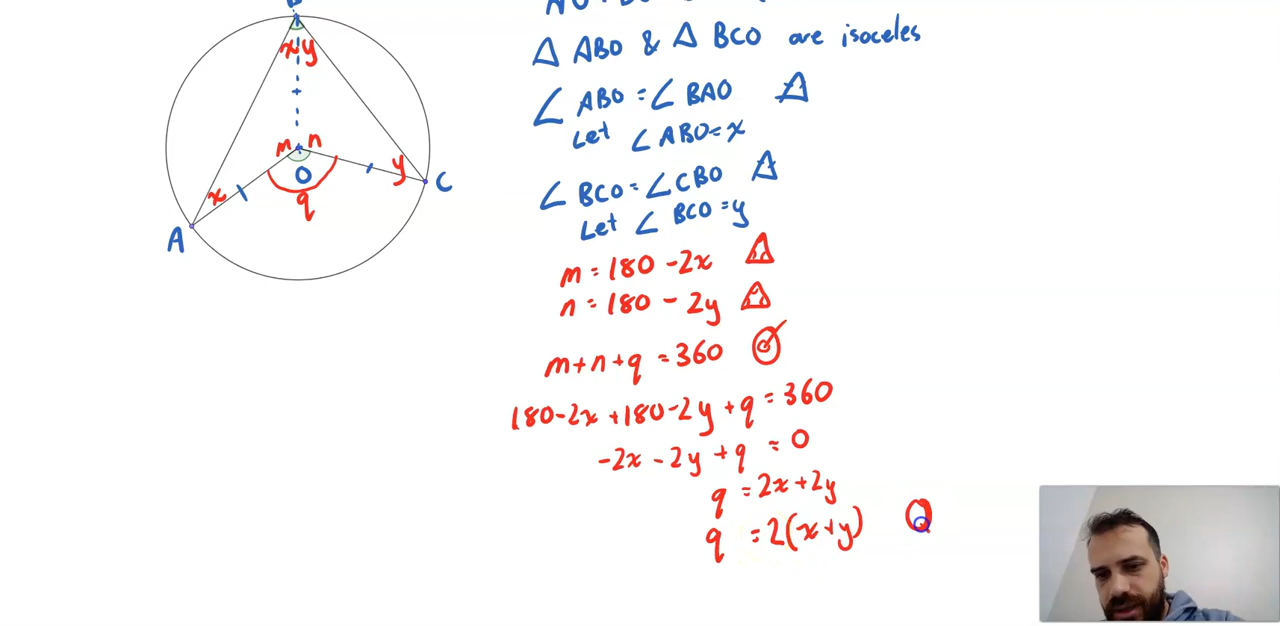 x y
m n
O
q
x
y
A
C
△ ABO & △ BCO are isoceles
∠ ABO = ∠ BAO
Let ∠ ABO = x
∠ BCO = ∠ CBO
Let ∠ BCO = y
m = 180 - 2x
n = 180 - 2y
m + n + q = 360
180 - 2x + 180 - 2y + q = 360
-2x - 2y + q = 0
q = 2x + 2y
q = 2(x + y)